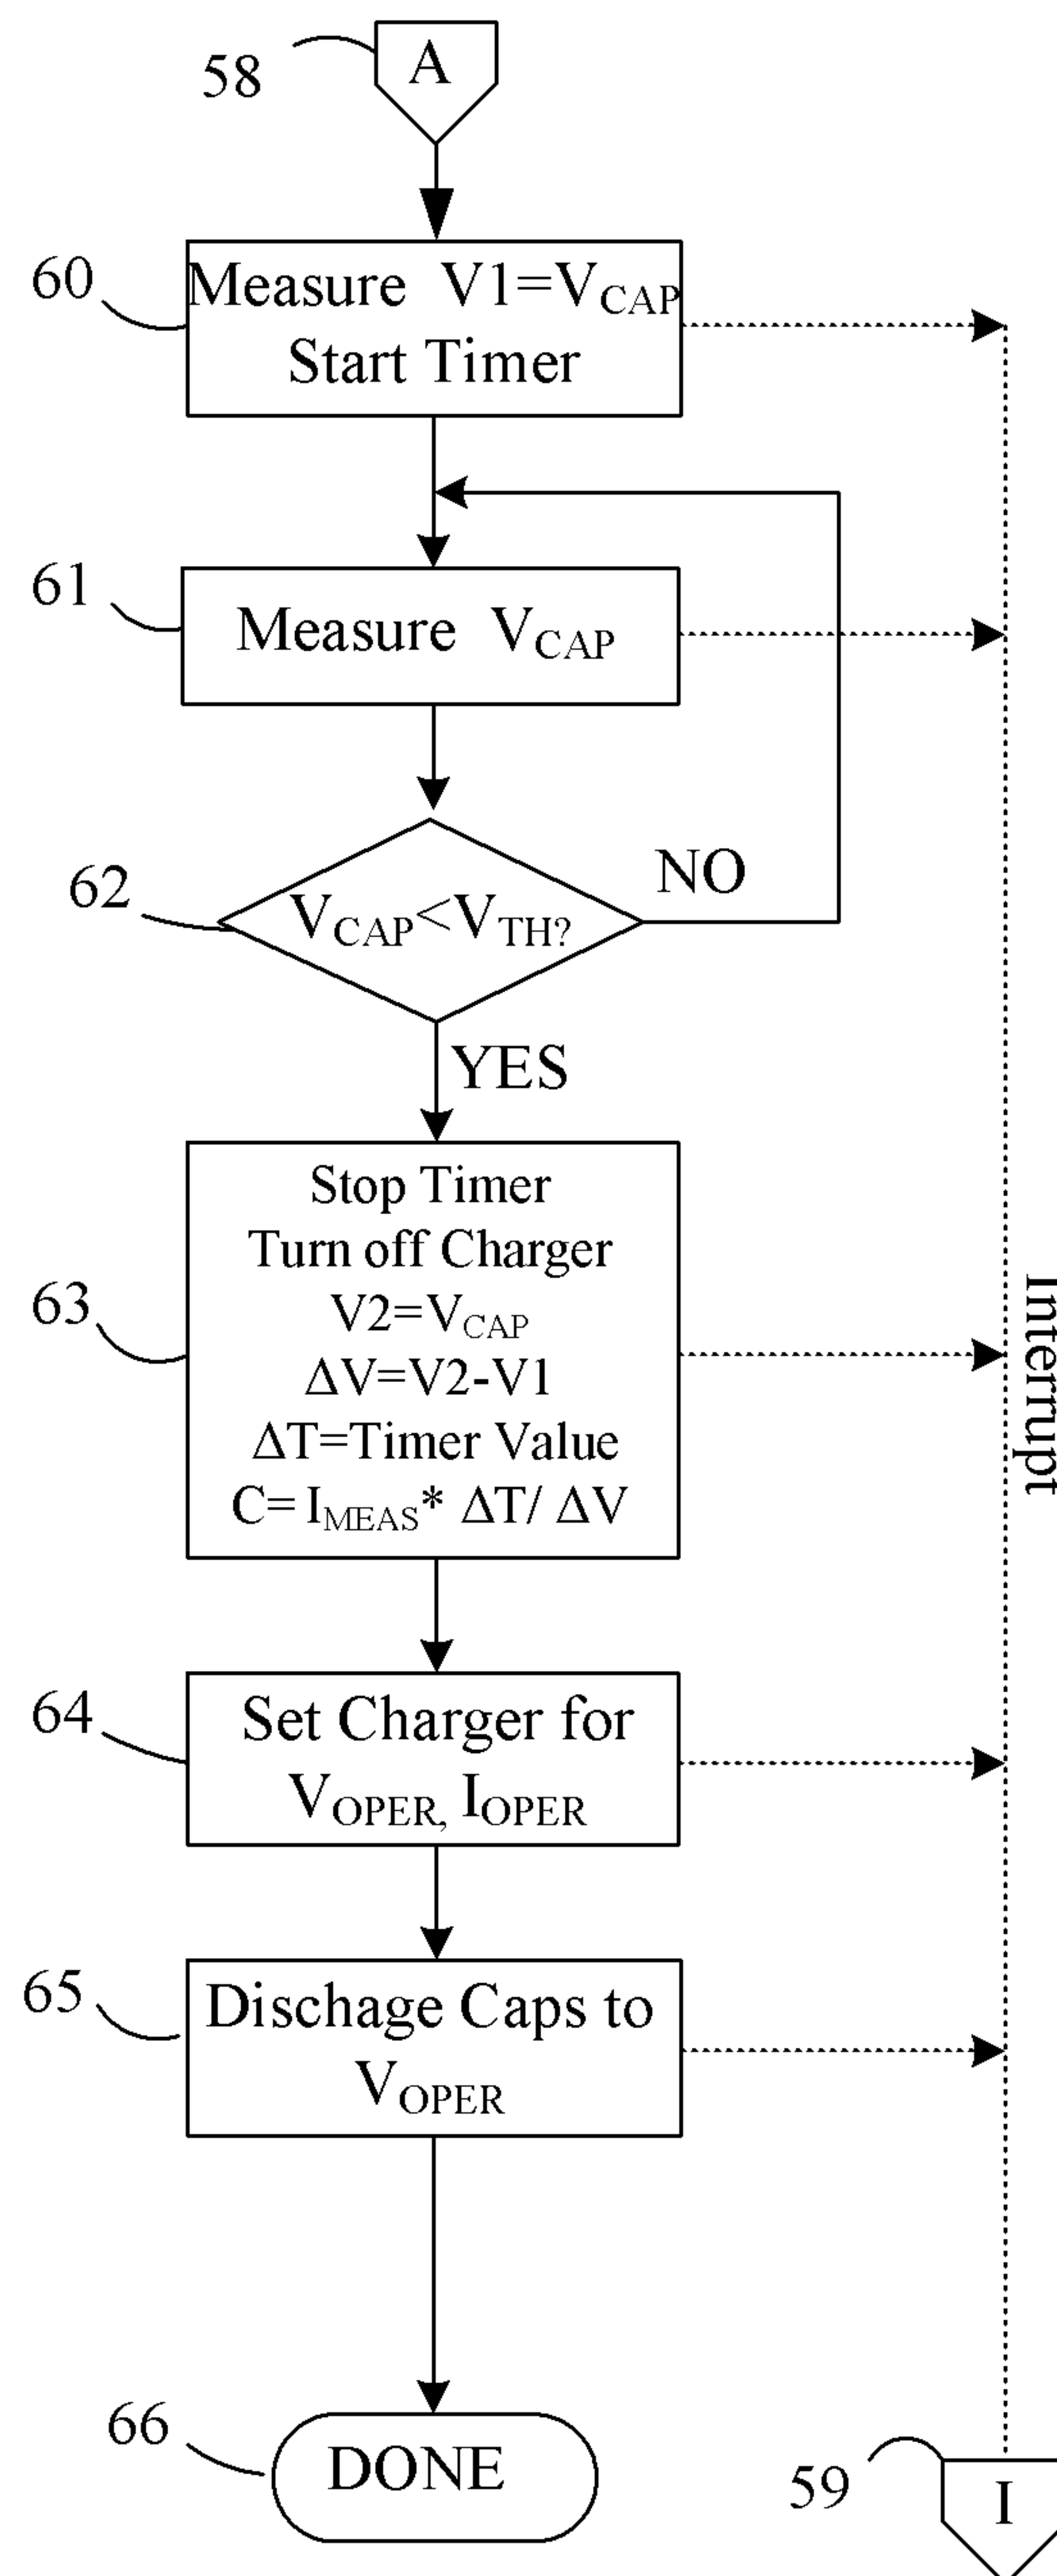 58
A
60
Measure V1=VCAP
Start Timer
61
Measure VCAP
62
VCAP<VTH?
NO
YES
63
Stop Timer
Turn off Charger
V2=VCAP
ΔV=V2-V1
ΔT=Timer Value
C= IMEAS* ΔT/ ΔV
Interrupt
64
Set Charger for
VOPER, IOPER
65
Dischage Caps to
VOPER
66
DONE
59
I